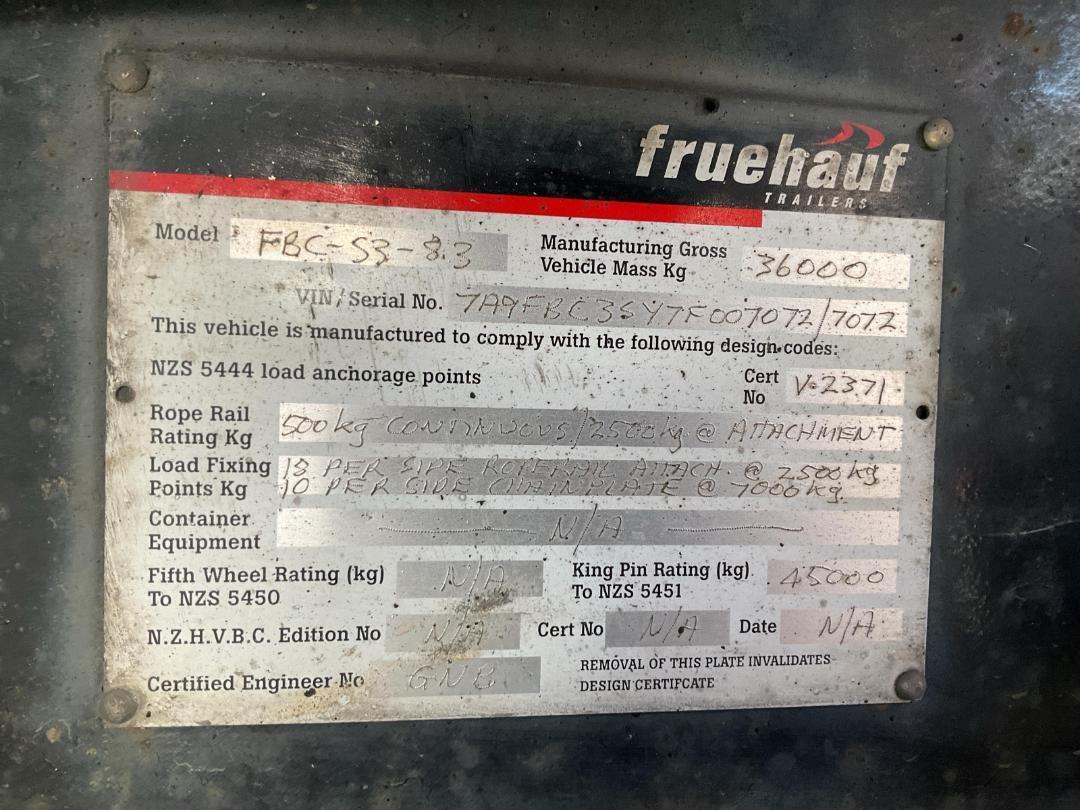 fruehauf
TRAILERS
Model FBC-S3-8.3 Manufacturing Gross Vehicle Mass Kg 36000
VIN/Serial No. 7A9FBC3SY7F007072/7072
This vehicle is manufactured to comply with the following design codes:
NZS 5444 load anchorage points Cert No V-2371
Rope Rail Rating Kg 500kg CONTINUOUS/2500kg @ ATTACHMENT
Load Fixing 18 PER SIDE ROPERAIL ATTACH. @ 2500kg
Points Kg 10 PER SIDE CHAINPLATE @ 7000kg.
Container Equipment N/A
Fifth Wheel Rating (kg) To NZS 5450 N/A King Pin Rating (kg) To NZS 5451 45000
N.Z.H.V.B.C. Edition No N/A Cert No N/A Date N/A
Certified Engineer No GNB
REMOVAL OF THIS PLATE INVALIDATES
DESIGN CERTIFCATE